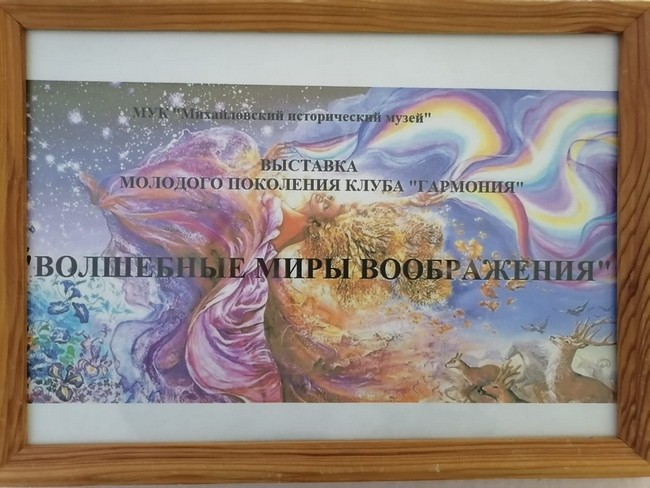 МУК "Михайловский исторический музей"
ВЫСТАВКА
МОЛОДОГО ПОКОЛЕНИЯ КЛУБА "ГАРМОНИЯ"
"ВОЛШЕБНЫЕ МИРЫ ВООБРАЖЕНИЯ"